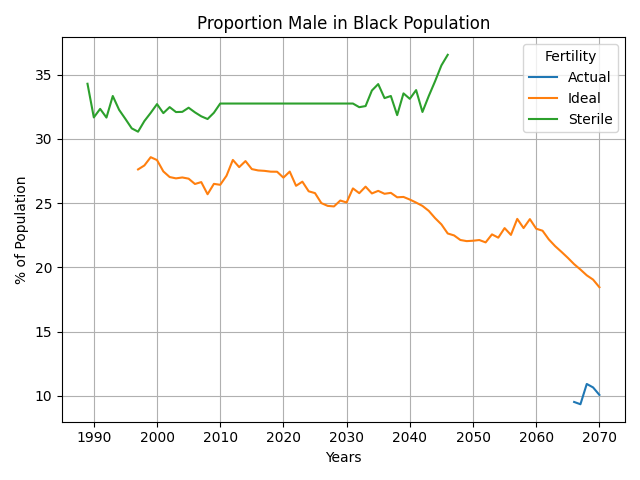 Proportion Male in Black Population
Fertility
Actual
Ideal
Sterile
% of Population
35
30
25
20
15
10
1990 2000 2010 2020 2030 2040 2050 2060 2070
Years